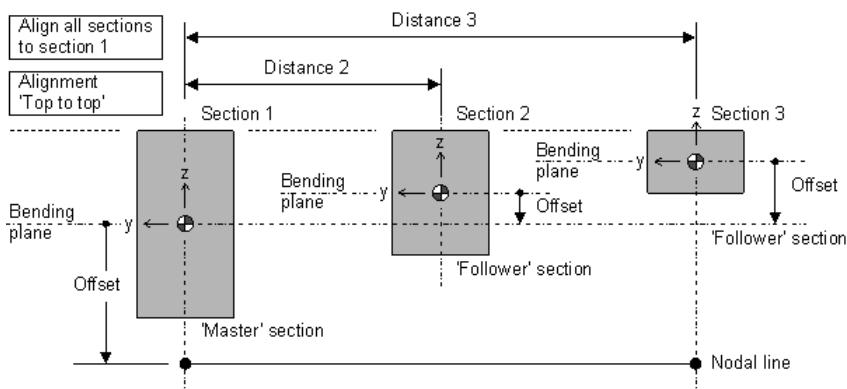 Align all sections
to section 1
Distance 3
Alignment
'Top to top'
Distance 2
Section 1
Section 2
Section 3
z
z
z
Bending
plane
y
Offset
Bending
plane
y
Offset
Bending
plane
y
'Follower' section
'Follower' section
Offset
'Master' section
Nodal line